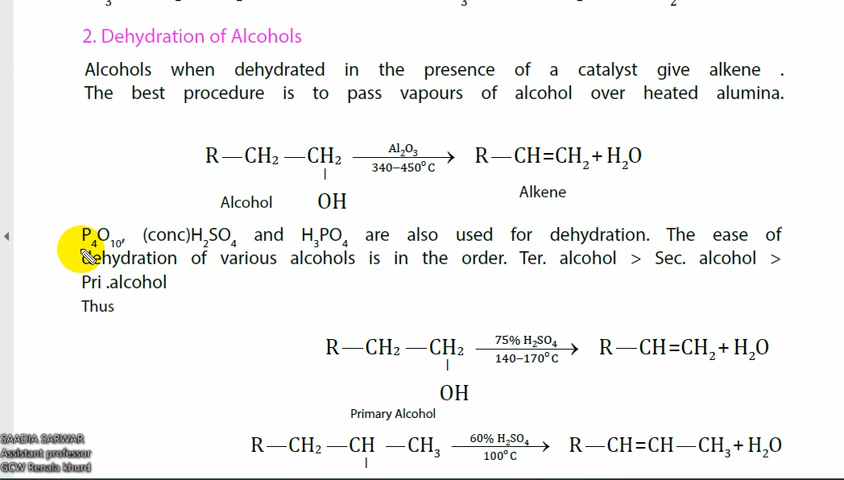 2. Dehydration of Alcohols
Alcohols when dehydrated in the presence of a catalyst give alkene .
The best procedure is to pass vapours of alcohol over heated alumina.
Al₂O₃
R—CH₂ —CH₂ ⟶ R—CH=CH₂+H₂O
340–450°C
|
Alcohol OH Alkene
P₄O₁₀, (conc)H₂SO₄ and H₃PO₄ are also used for dehydration. The ease of
dehydration of various alcohols is in the order. Ter. alcohol > Sec. alcohol >
Pri .alcohol
Thus
75% H₂SO₄
R—CH₂ —CH₂ ⟶ R—CH=CH₂+H₂O
140–170°C
|
OH
Primary Alcohol
60% H₂SO₄
R—CH₂ —CH —CH₃ ⟶ R—CH=CH—CH₃+H₂O
100°C
|
SAADIA SARWAR
Assistant professor
GCW Renala khurd